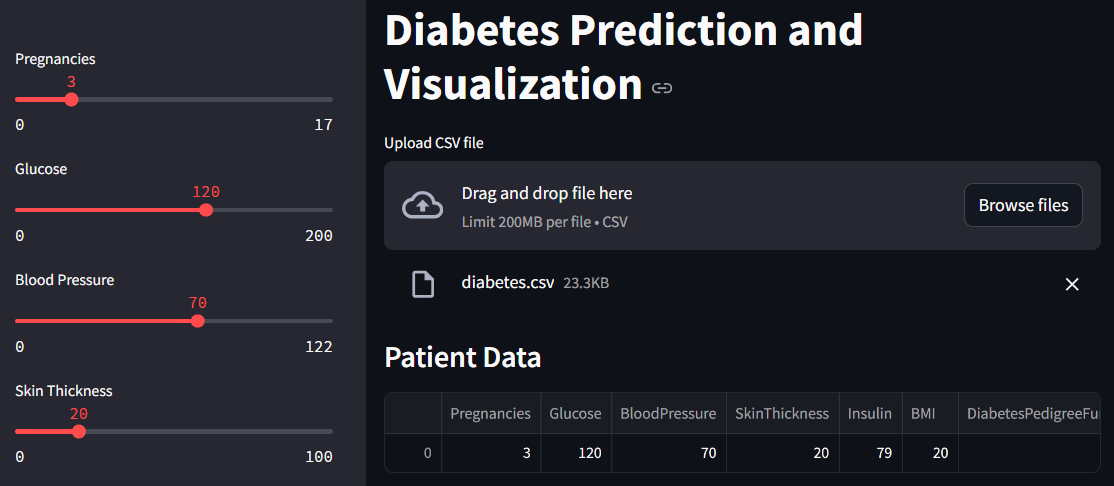 Pregnancies
3
0 17
Glucose
120
0 200
Blood Pressure
70
0 122
Skin Thickness
20
0 100
Diabetes Prediction and
Visualization
Upload CSV file
Drag and drop file here
Limit 200MB per file • CSV
Browse files
diabetes.csv 23.3KB
Patient Data
Pregnancies Glucose BloodPressure SkinThickness Insulin BMI DiabetesPedigreeFu
0 3 120 70 20 79 20